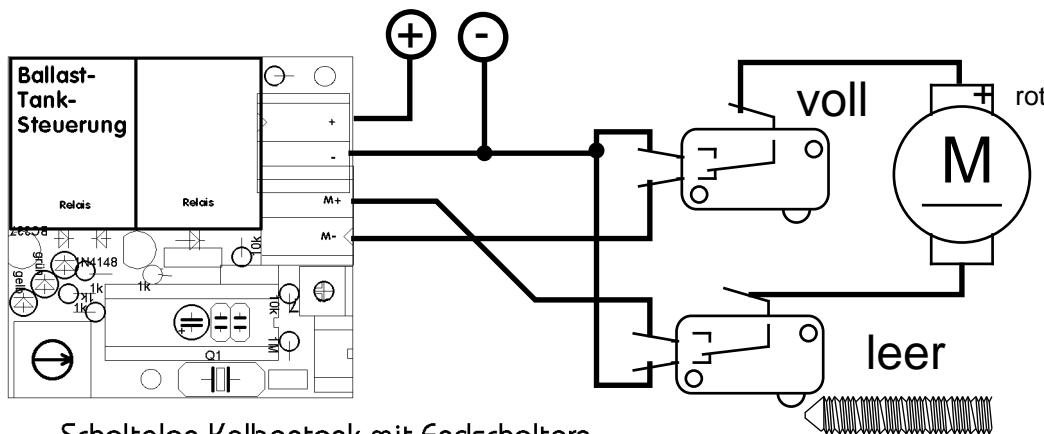 + -
Ballast-
Tank-
Steuerung
voll
+ rot
+
-
M
Relais Relais
M+
M-
BC337
10k
grün
1N4148
gelb
1k
1k
1k
1k
10k
1M
leer
Q1